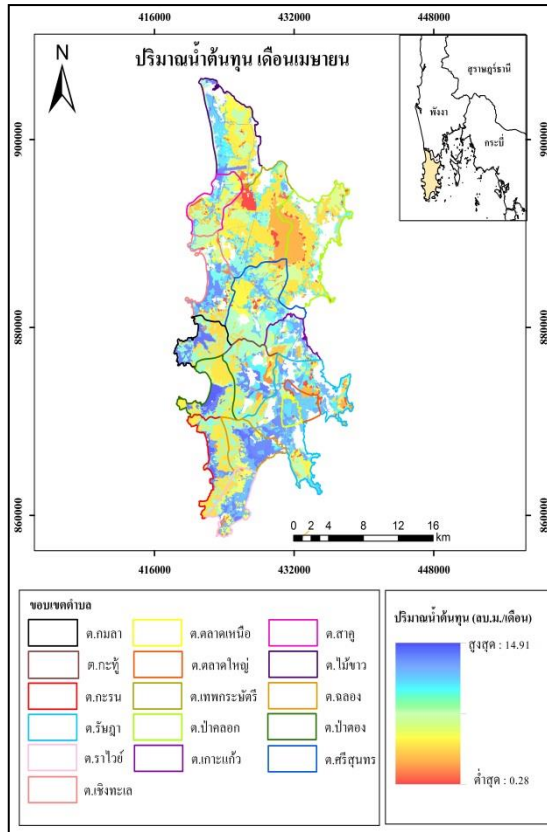 416000 432000 448000
N
ปริมาณน้ำต้นทุน เดือนเมษายน
สุราษฎร์ธานี
พังงา
กระบี่
900000
900000
880000
880000
860000
860000
0 2 4 8 12 16
km
416000 432000 448000
ขอบเขตตำบล
ต.กมลา ต.ตลาดเหนือ ต.สาคู
ต.กะทู้ ต.ตลาดใหญ่ ต.ไม้ขาว
ต.กะรน ต.เทพกระษัตรี ต.ฉลอง
ต.รัษฎา ต.ป่าคลอก ต.ป่าตอง
ต.ราไวย์ ต.เกาะแก้ว ต.ศรีสุนทร
ต.เชิงทะเล
ปริมาณน้ำต้นทุน (ลบ.ม./เดือน)
สูงสุด : 14.91
ต่ำสุด : 0.28